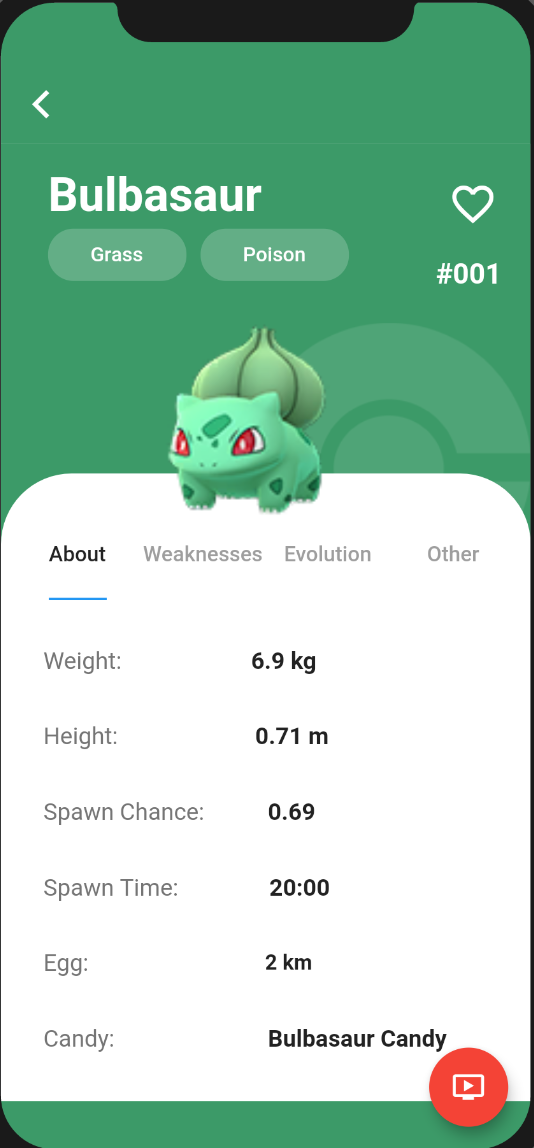 Bulbasaur
Grass Poison
#001
About Weaknesses Evolution Other
Weight: 6.9 kg
Height: 0.71 m
Spawn Chance: 0.69
Spawn Time: 20:00
Egg: 2 km
Candy: Bulbasaur Candy